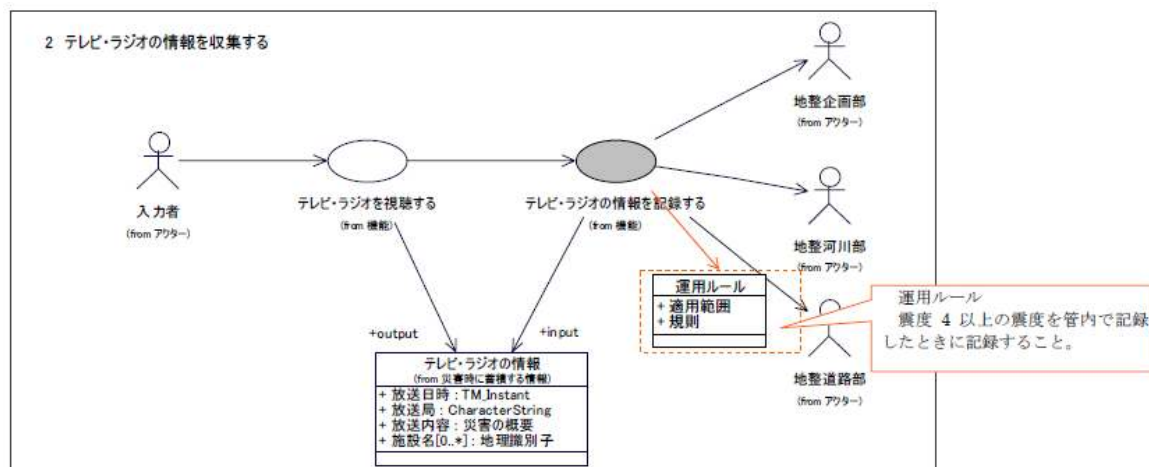 2 テレビ・ラジオの情報を収集する
地整企画部
(from アクター)
入力者
(from アクター)
テレビ・ラジオを視聴する
(from 機能)
テレビ・ラジオの情報を記録する
(from 機能)
地整河川部
(from アクター)
運用ルール
+ 適用範囲
+ 規則
運用ルール
震度 4 以上の震度を管内で記録
したときに記録すること。
+output
+input
テレビ・ラジオの情報
(from 災害時に蓄積する情報)
+ 放送日時 : TM_Instant
+ 放送局 : CharacterString
+ 放送内容 : 災害の概要
+ 施設名[0..*] : 地理識別子
地整道路部
(from アクター)